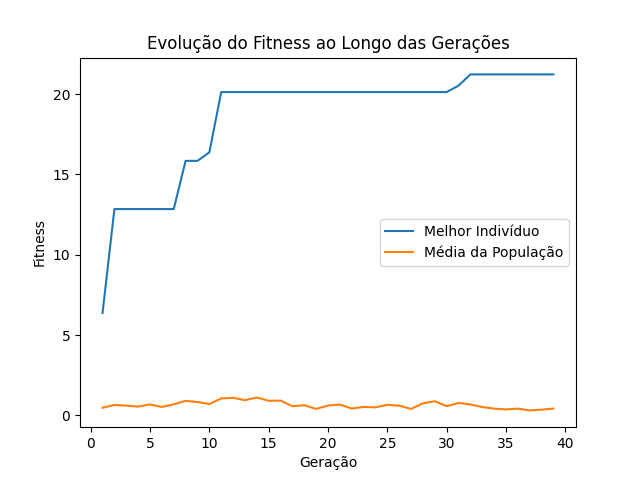 Evolução do Fitness ao Longo das Gerações
20
15
10
5
0
Fitness
Melhor Indivíduo
Média da População
0 5 10 15 20 25 30 35 40
Geração